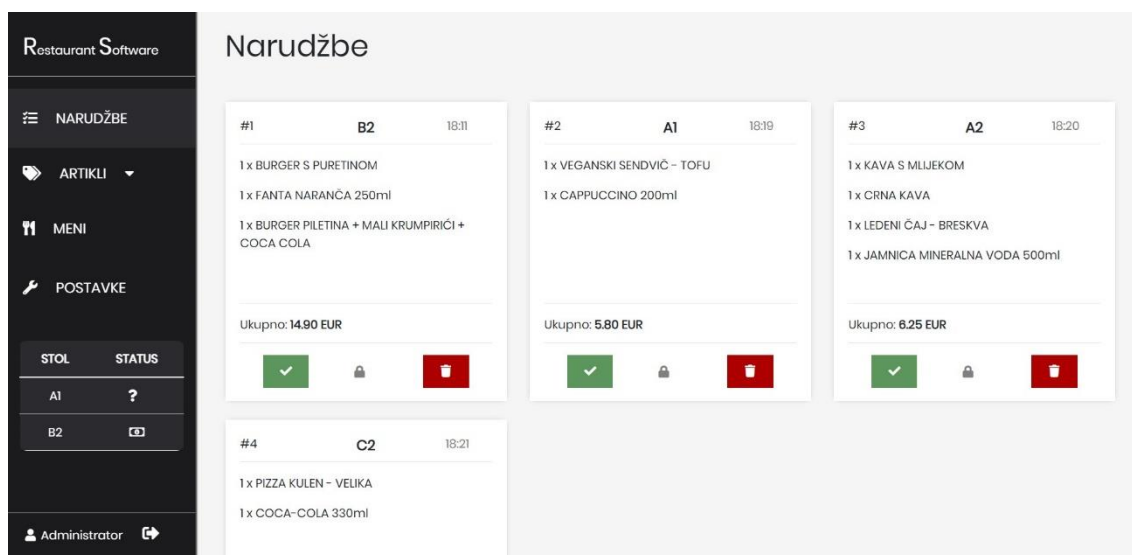 Restaurant Software
NARUDŽBE
ARTIKLI
MENI
POSTAVKE
STOL STATUS
A1 ?
B2
Administrator
Narudžbe
#1 B2 18:11
1 x BURGER S PURETINOM
1 x FANTA NARANČA 250ml
1 x BURGER PILETINA + MALI KRUMPIRIĆI +
COCA COLA
Ukupno: 14.90 EUR
#2 A1 18:19
1 x VEGANSKI SENDVIČ - TOFU
1 x CAPPUCCINO 200ml
Ukupno: 5.80 EUR
#3 A2 18:20
1 x KAVA S MLIJEKOM
1 x CRNA KAVA
1 x LEDENI ČAJ - BRESKVA
1 x JAMNICA MINERALNA VODA 500ml
Ukupno: 6.25 EUR
#4 C2 18:21
1 x PIZZA KULEN - VELIKA
1 x COCA-COLA 330ml